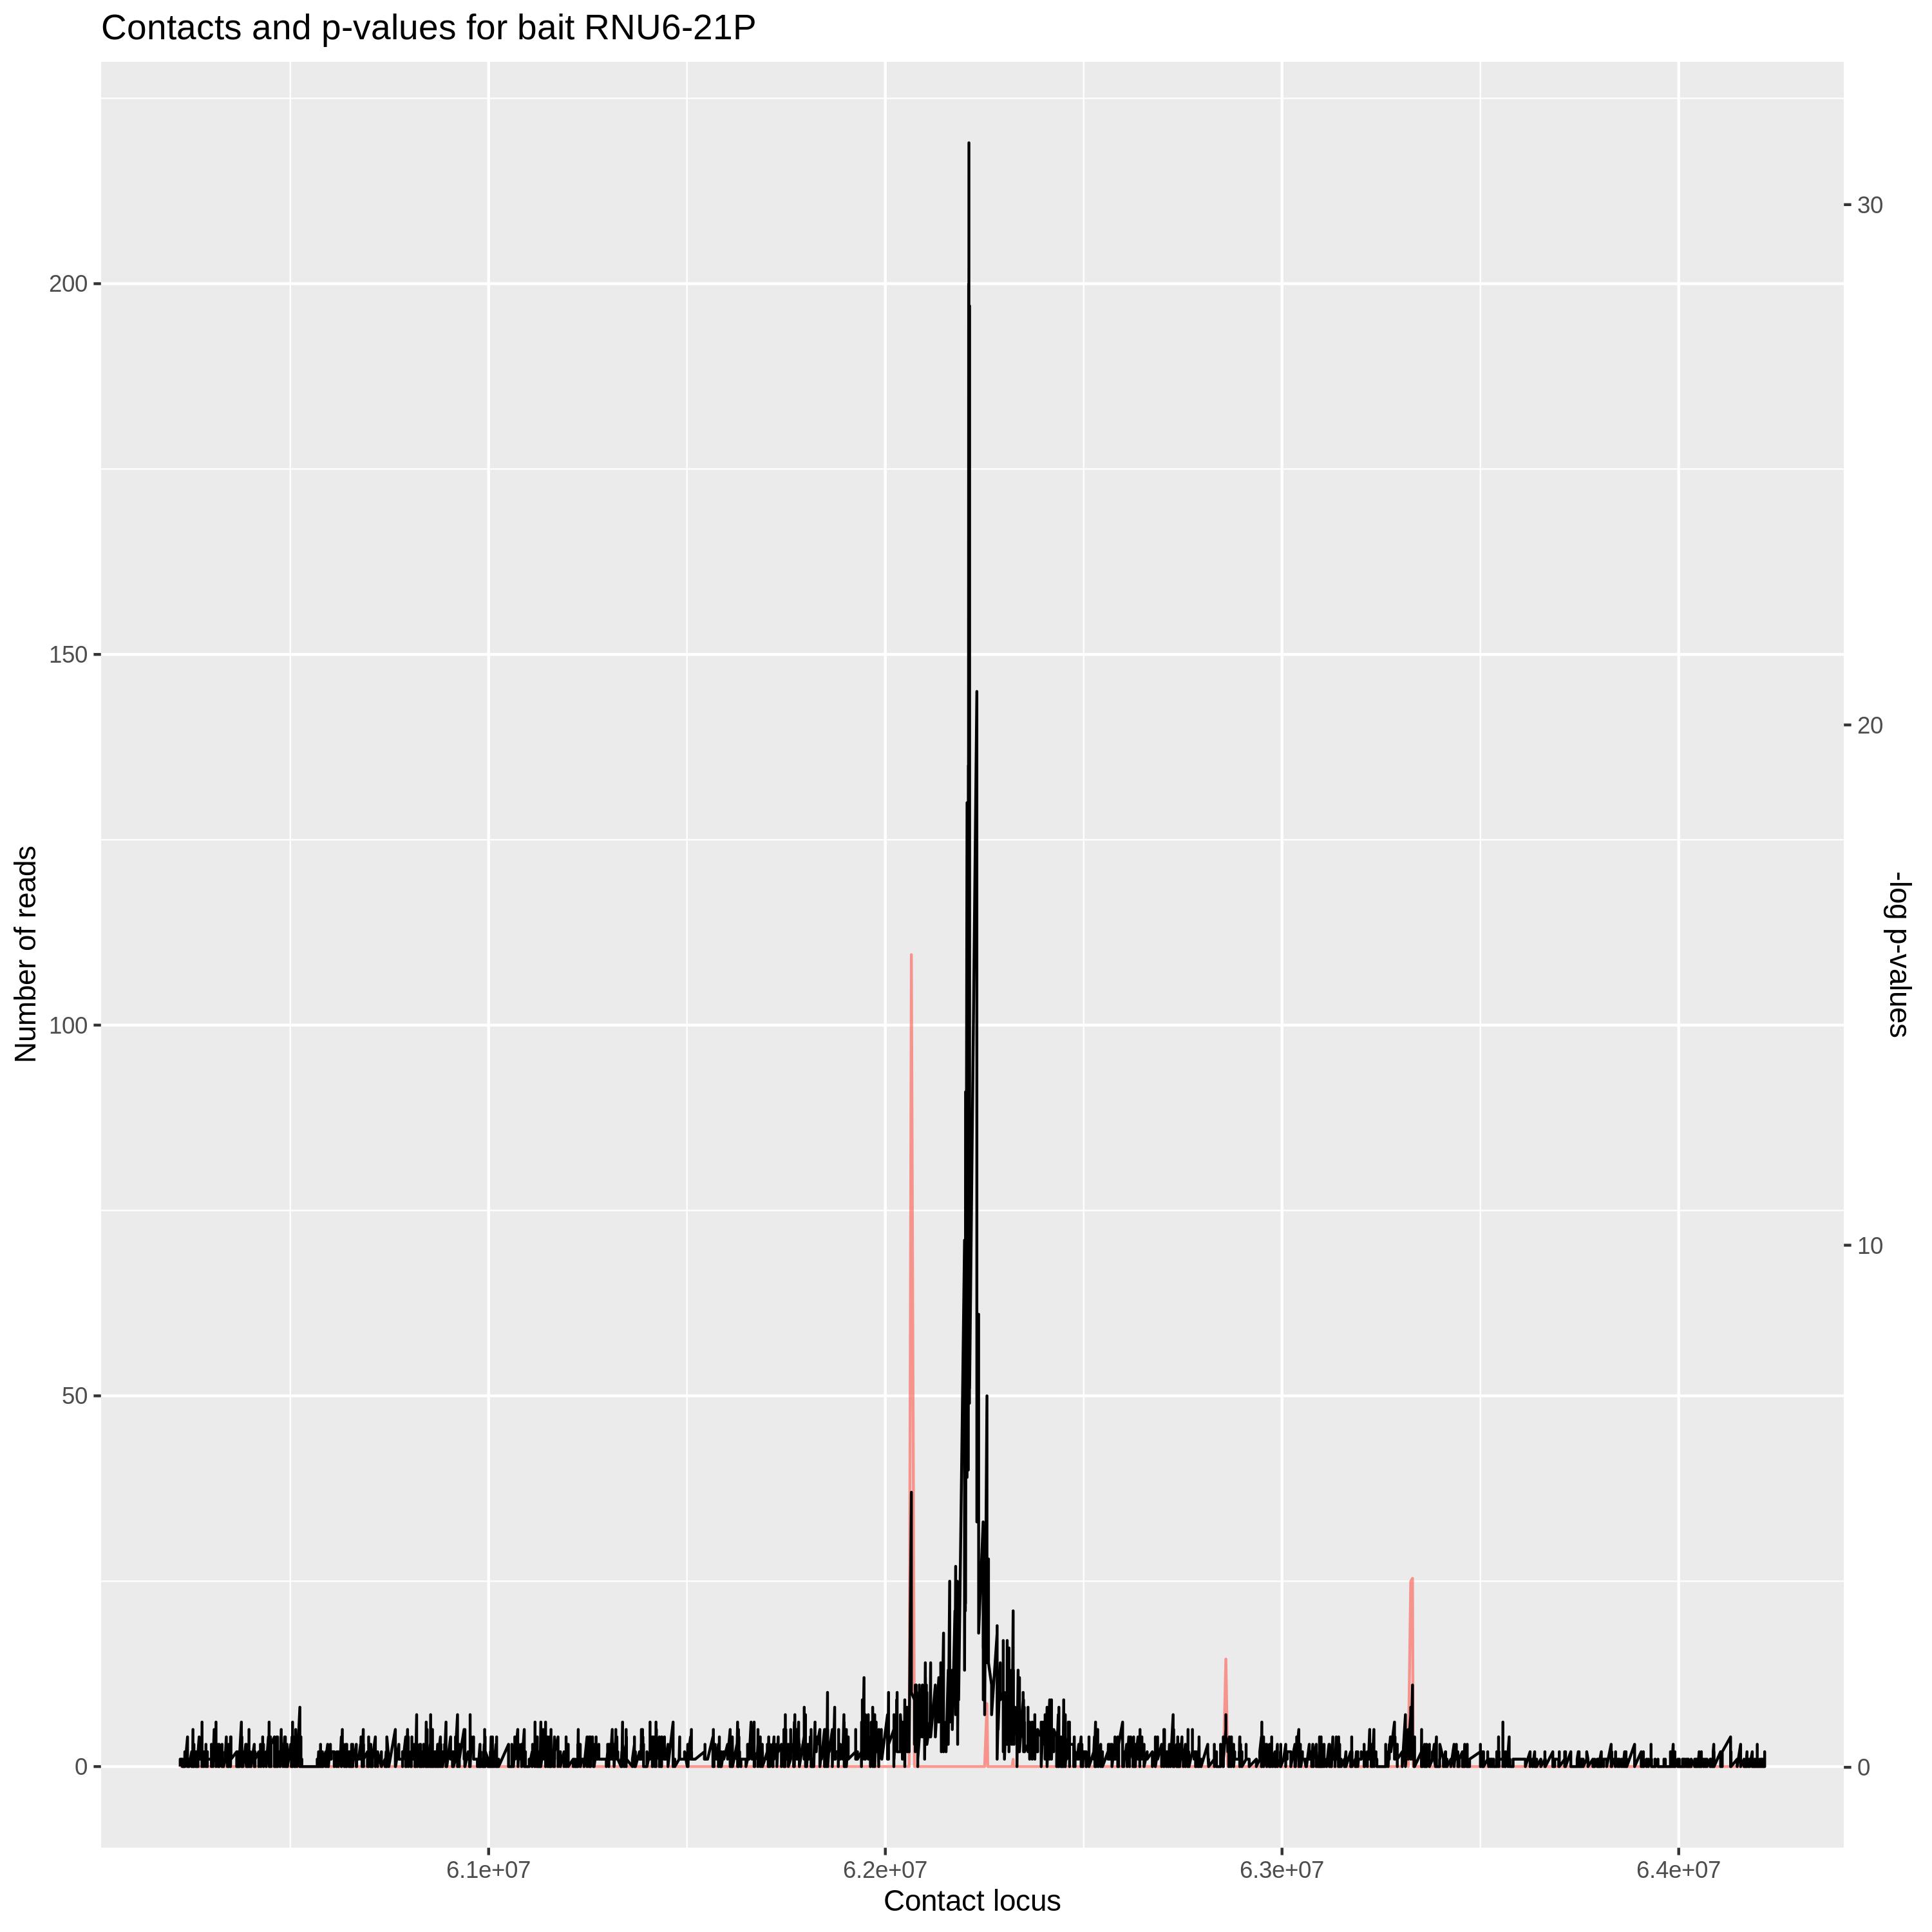 Contacts and p-values for bait RNU6-21P
200
150
100
50
0
Number of reads
30
20
10
0
-log p-values
6.1e+07
6.2e+07
6.3e+07
6.4e+07
Contact locus